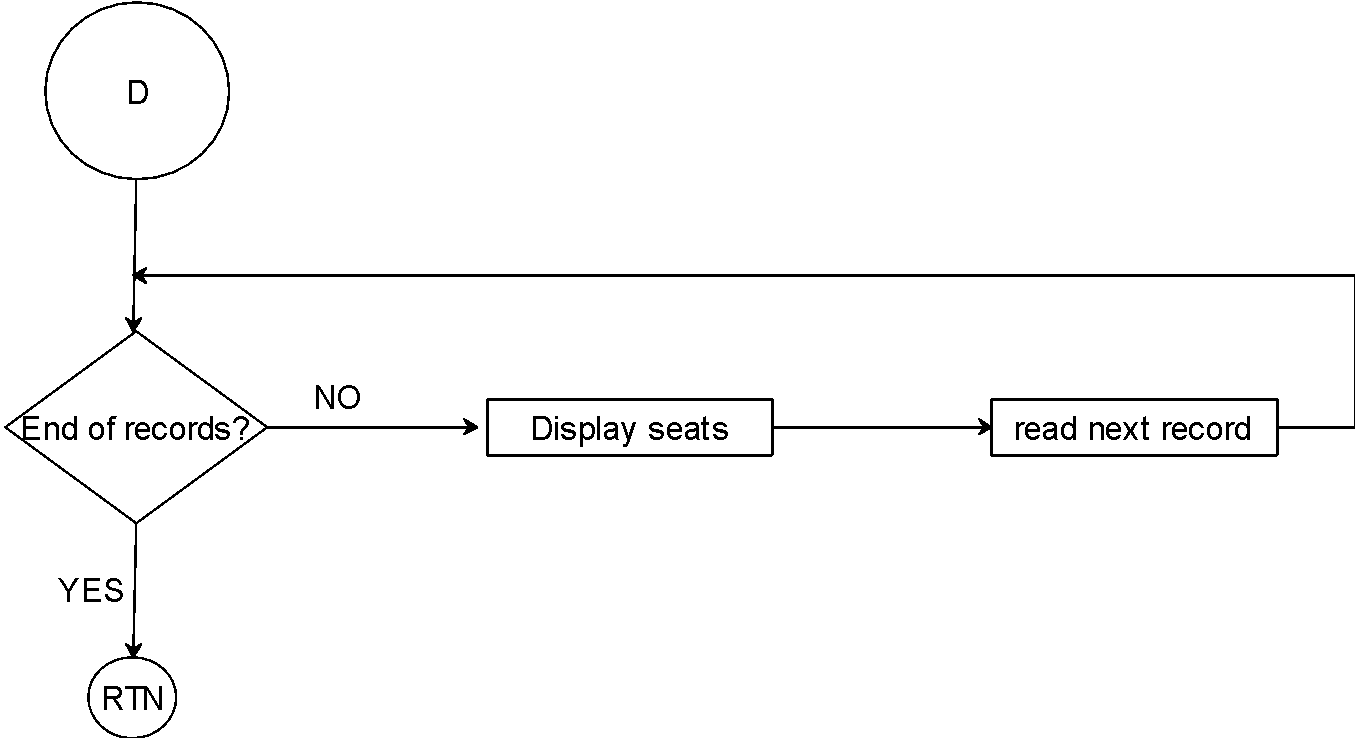 D
NO
End of records?
Display seats
read next record
YES
RTN